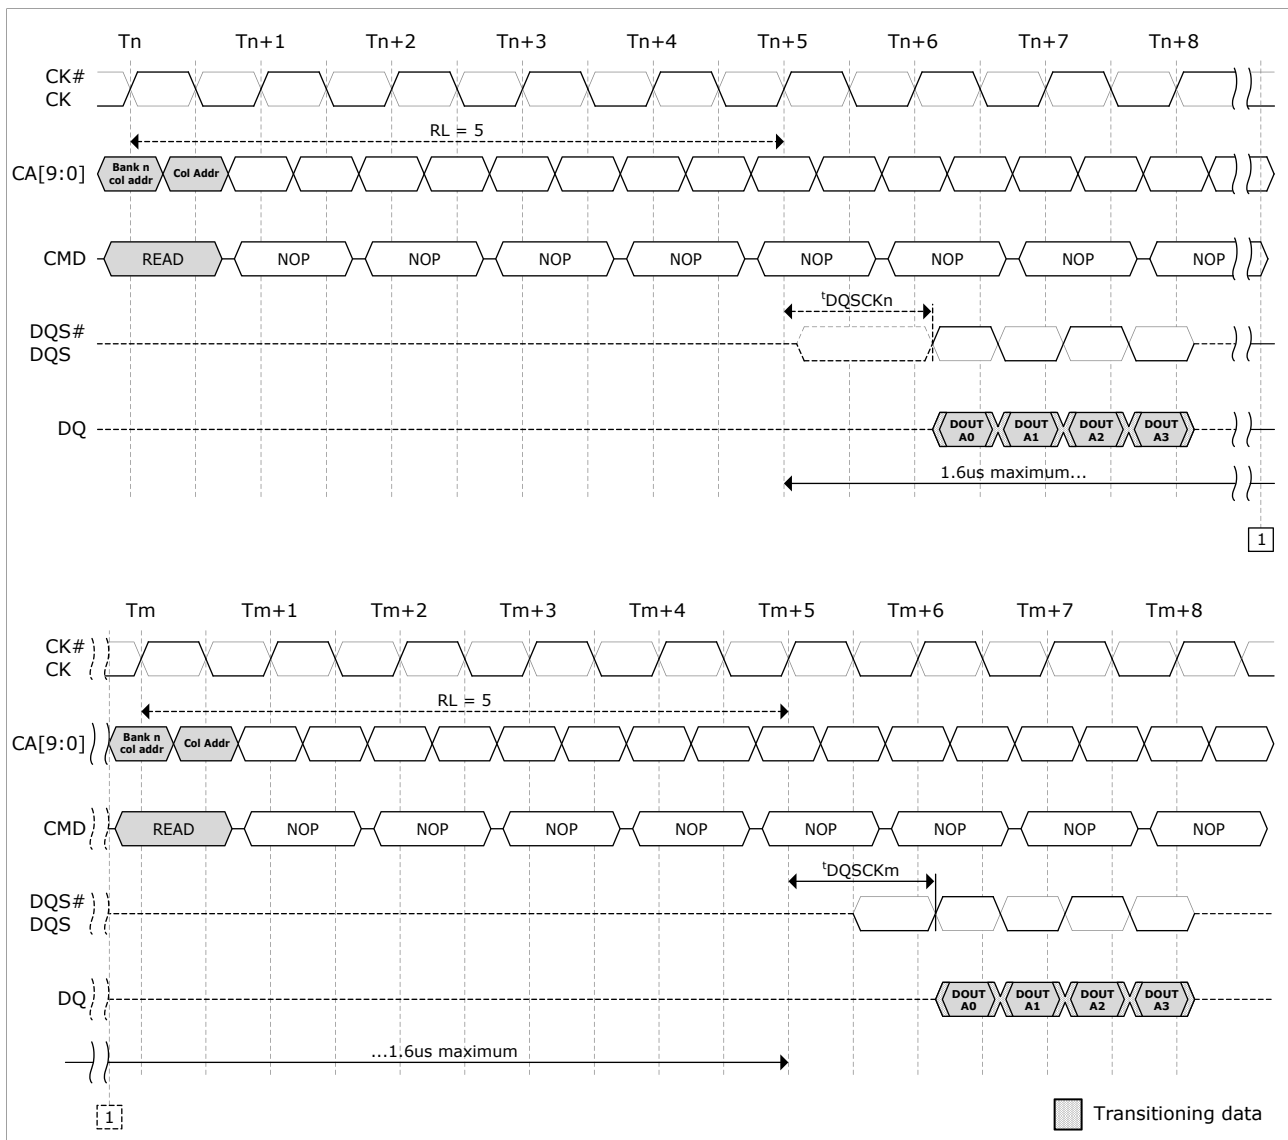 Tn Tn+1 Tn+2 Tn+3 Tn+4 Tn+5 Tn+6 Tn+7 Tn+8
CK#
CK
RL = 5
CA[9:0] Bank n col addr Col Addr
CMD READ NOP NOP NOP NOP NOP NOP NOP NOP
tDQSCKn
DQS#
DQS
DQ DOUT A0 DOUT A1 DOUT A2 DOUT A3
1.6us maximum...
1
Tm Tm+1 Tm+2 Tm+3 Tm+4 Tm+5 Tm+6 Tm+7 Tm+8
CK#
CK
RL = 5
CA[9:0] Bank n col addr Col Addr
CMD READ NOP NOP NOP NOP NOP NOP NOP NOP
tDQSCKm
DQS#
DQS
DQ DOUT A0 DOUT A1 DOUT A2 DOUT A3
...1.6us maximum
1
Transitioning data